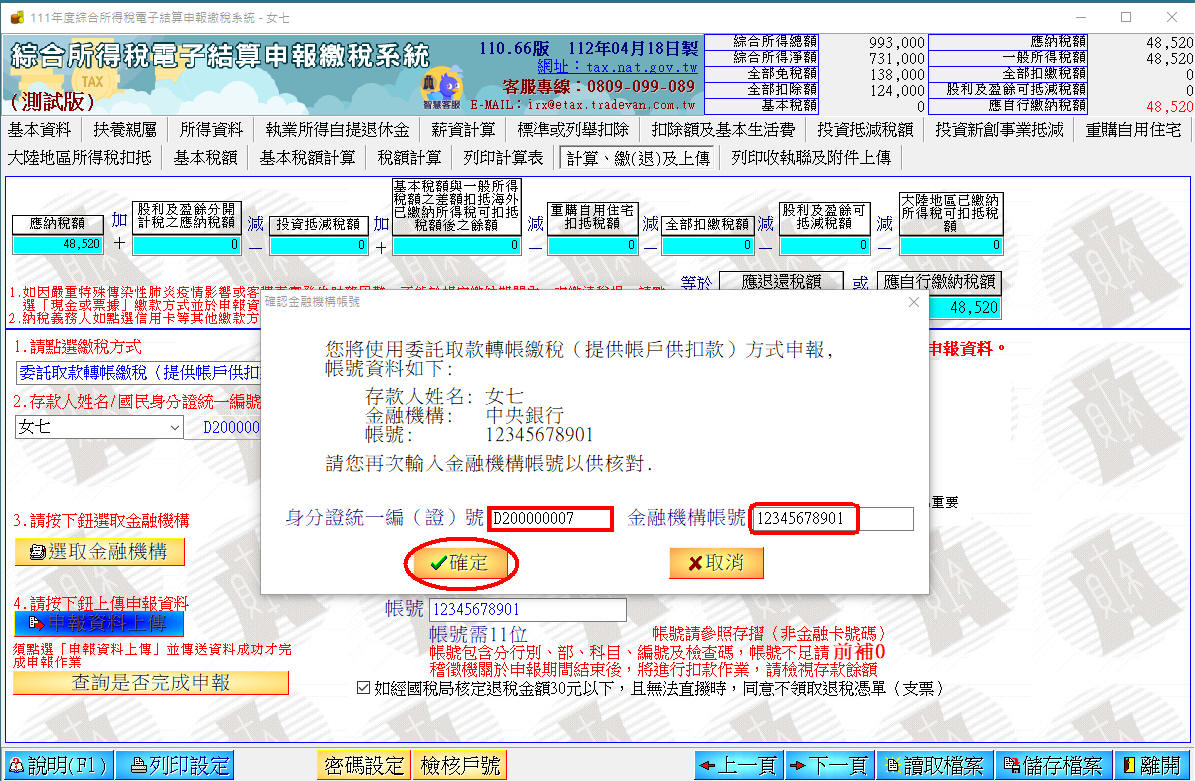 111年度綜合所得稅電子結算申報繳稅系統 - 女七
綜合所得稅電子結算申報繳稅系統
(測試版)
TAX
110.66版 112年04月18日製
網址：tax.nat.gov.tw
客服專線：0809-099-089
E-MAIL：irx@etax.tradevan.com.tw
智慧客服
綜合所得總額 993,000 應納稅額 48,520
綜合所得淨額 731,000 一般所得稅額 48,520
全部免稅額 138,000 全部扣繳稅額 0
全部扣除額 124,000 股利及盈餘可抵減稅額 0
基本稅額 0 應自行繳納稅額 48,520
基本資料 扶養親屬 所得資料 執業所得自提退休金 薪資計算 標準或列舉扣除 扣除額及基本生活費 投資抵減稅額 投資新創事業抵減 重購自用住宅
大陸地區所得稅扣抵 基本稅額 基本稅額計算 稅額計算 列印計算表 計算、繳(退)及上傳 列印收執聯及附件上傳
應納稅額
48,520
加
＋
股利及盈餘分開
計稅之應納稅額
0
減
－
投資抵減稅額
0
加
＋
基本稅額與一般所得
稅額之差額扣抵海外
已繳納所得稅可扣抵
稅額後之餘額
0
減
－
重購自用住宅
扣抵稅額
0
減
－
全部扣繳稅額
0
減
－
股利及盈餘可
抵減稅額
0
減
－
大陸地區已繳納
所得稅可扣抵稅
額
0
等於 應退還稅額 或 應自行繳納稅額
48,520
1.如因嚴重特殊傳染性肺炎疫情影響或客
選「現金或票據」繳款方式並於申報資
2.納稅義務人如點選信用卡等其他繳款方
1.請點選繳稅方式
委託取款轉帳繳稅（提供帳戶供扣
2.存款人姓名/國民身分證統一編號
女七 D200000
申報資料。
重要
3.請按下鈕選取金融機構
選取金融機構
4.請按下鈕上傳申報資料
申報資料上傳
須點選「申報資料上傳」並傳送資料成功才完
成申報作業
查詢是否完成申報
確認金融機構帳號
您將使用委託取款轉帳繳稅（提供帳戶供扣款）方式申報,
帳號資料如下:
存款人姓名: 女七
金融機構: 中央銀行
帳號: 12345678901
請您再次輸入金融機構帳號以供核對.
身分證統一編（證）號 D200000007 金融機構帳號 12345678901
確定 取消
帳號 12345678901
帳號需11位 帳號請參照存摺（非金融卡號碼）
帳號包含分行別、部、科目、編號及檢查碼，帳號不足請 前補0
稽徵機關於申報期間結束後，將進行扣款作業，請檢視存款餘額
如經國稅局核定退稅金額30元以下，且無法直撥時，同意不領取退稅憑單（支票）
說明(F1) 列印設定 密碼設定 檢核戶號 上一頁 下一頁 讀取檔案 儲存檔案 離開